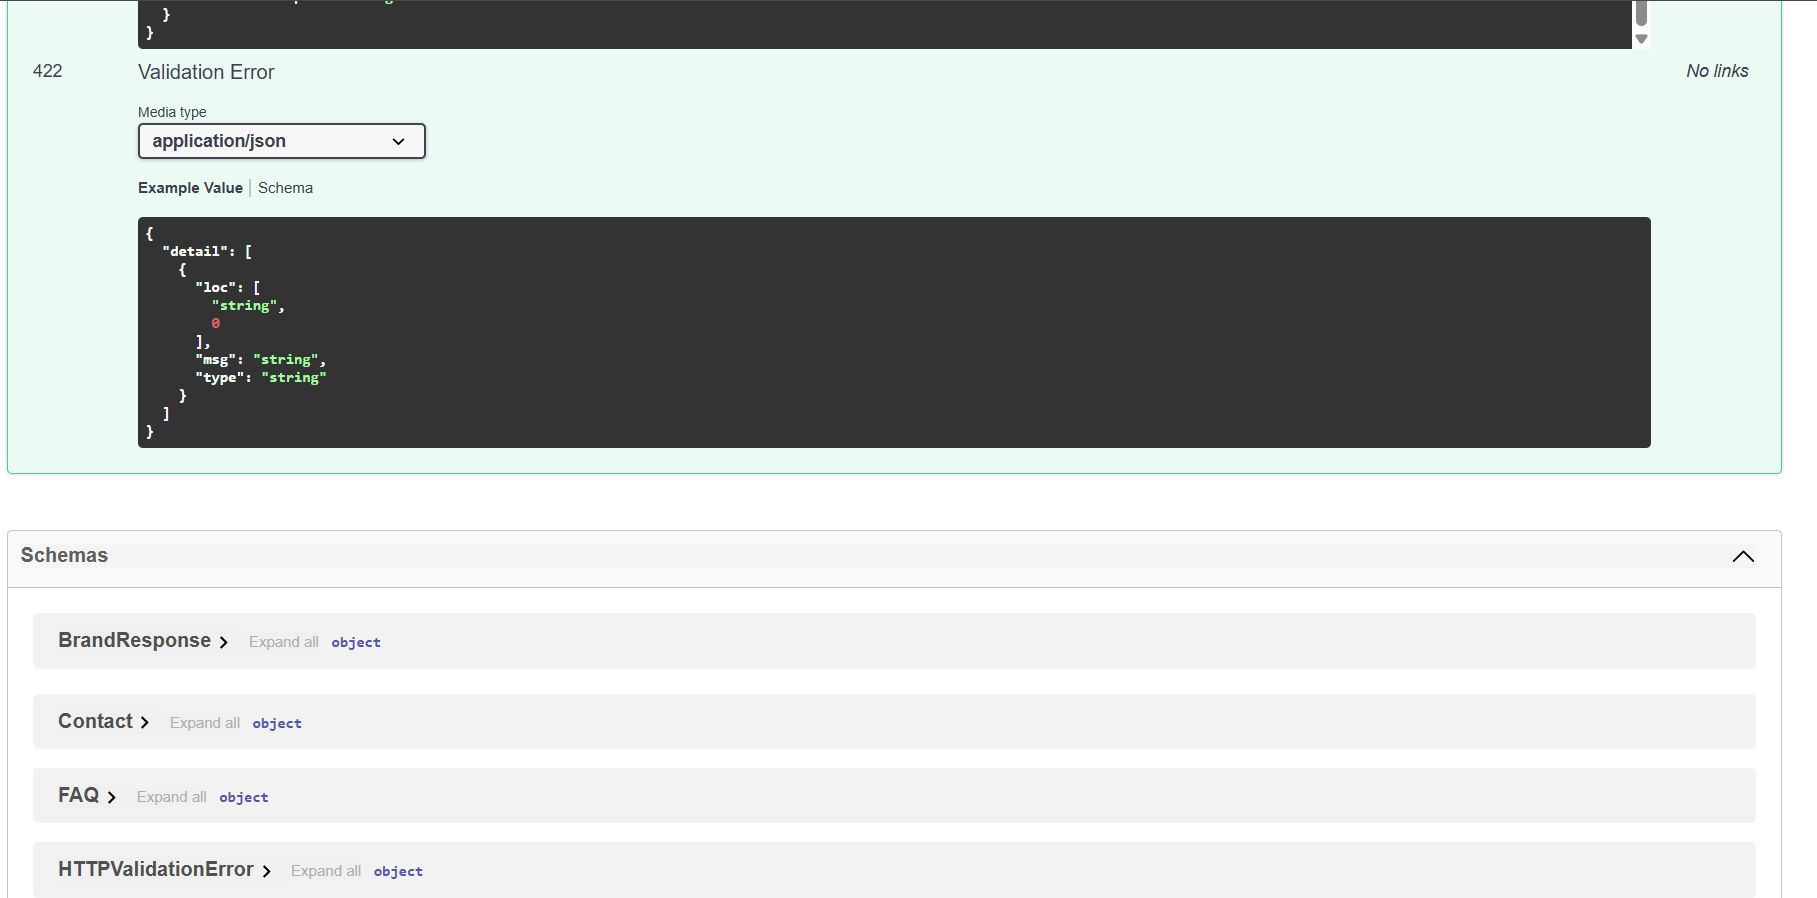 }
}
422
Validation Error
No links
Media type
application/json
Example Value
Schema
{
"detail": [
{
"loc": [
"string",
0
],
"msg": "string",
"type": "string"
}
]
}
Schemas
BrandResponse
Expand all
object
Contact
Expand all
object
FAQ
Expand all
object
HTTPValidationError
Expand all
object